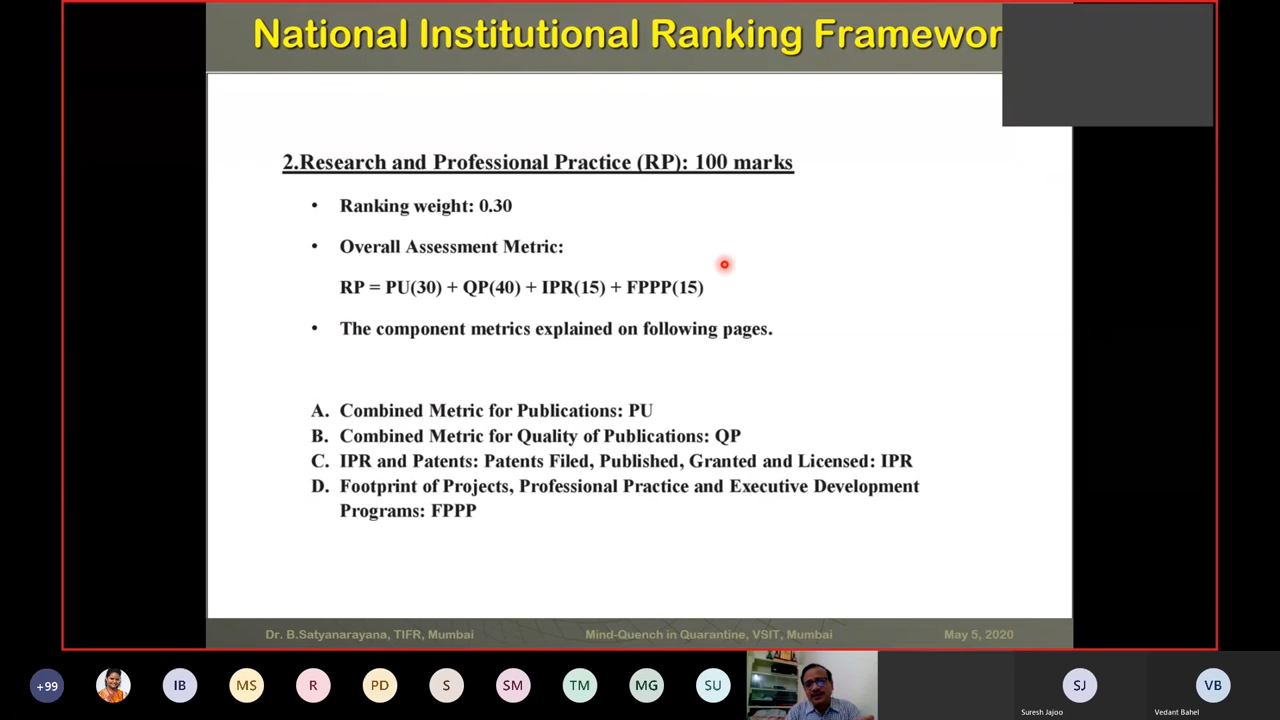 National Institutional Ranking Framewor
2.Research and Professional Practice (RP): 100 marks
• Ranking weight: 0.30
• Overall Assessment Metric:
RP = PU(30) + QP(40) + IPR(15) + FPPP(15)
• The component metrics explained on following pages.
A. Combined Metric for Publications: PU
B. Combined Metric for Quality of Publications: QP
C. IPR and Patents: Patents Filed, Published, Granted and Licensed: IPR
D. Footprint of Projects, Professional Practice and Executive Development
Programs: FPPP
Dr. B.Satyanarayana, TIFR, Mumbai Mind-Quench in Quarantine, VSIT, Mumbai May 5, 2020
+99 IB MS R PD S SM TM MG SU SJ VB
Suresh Jajoo Vedant Bahel